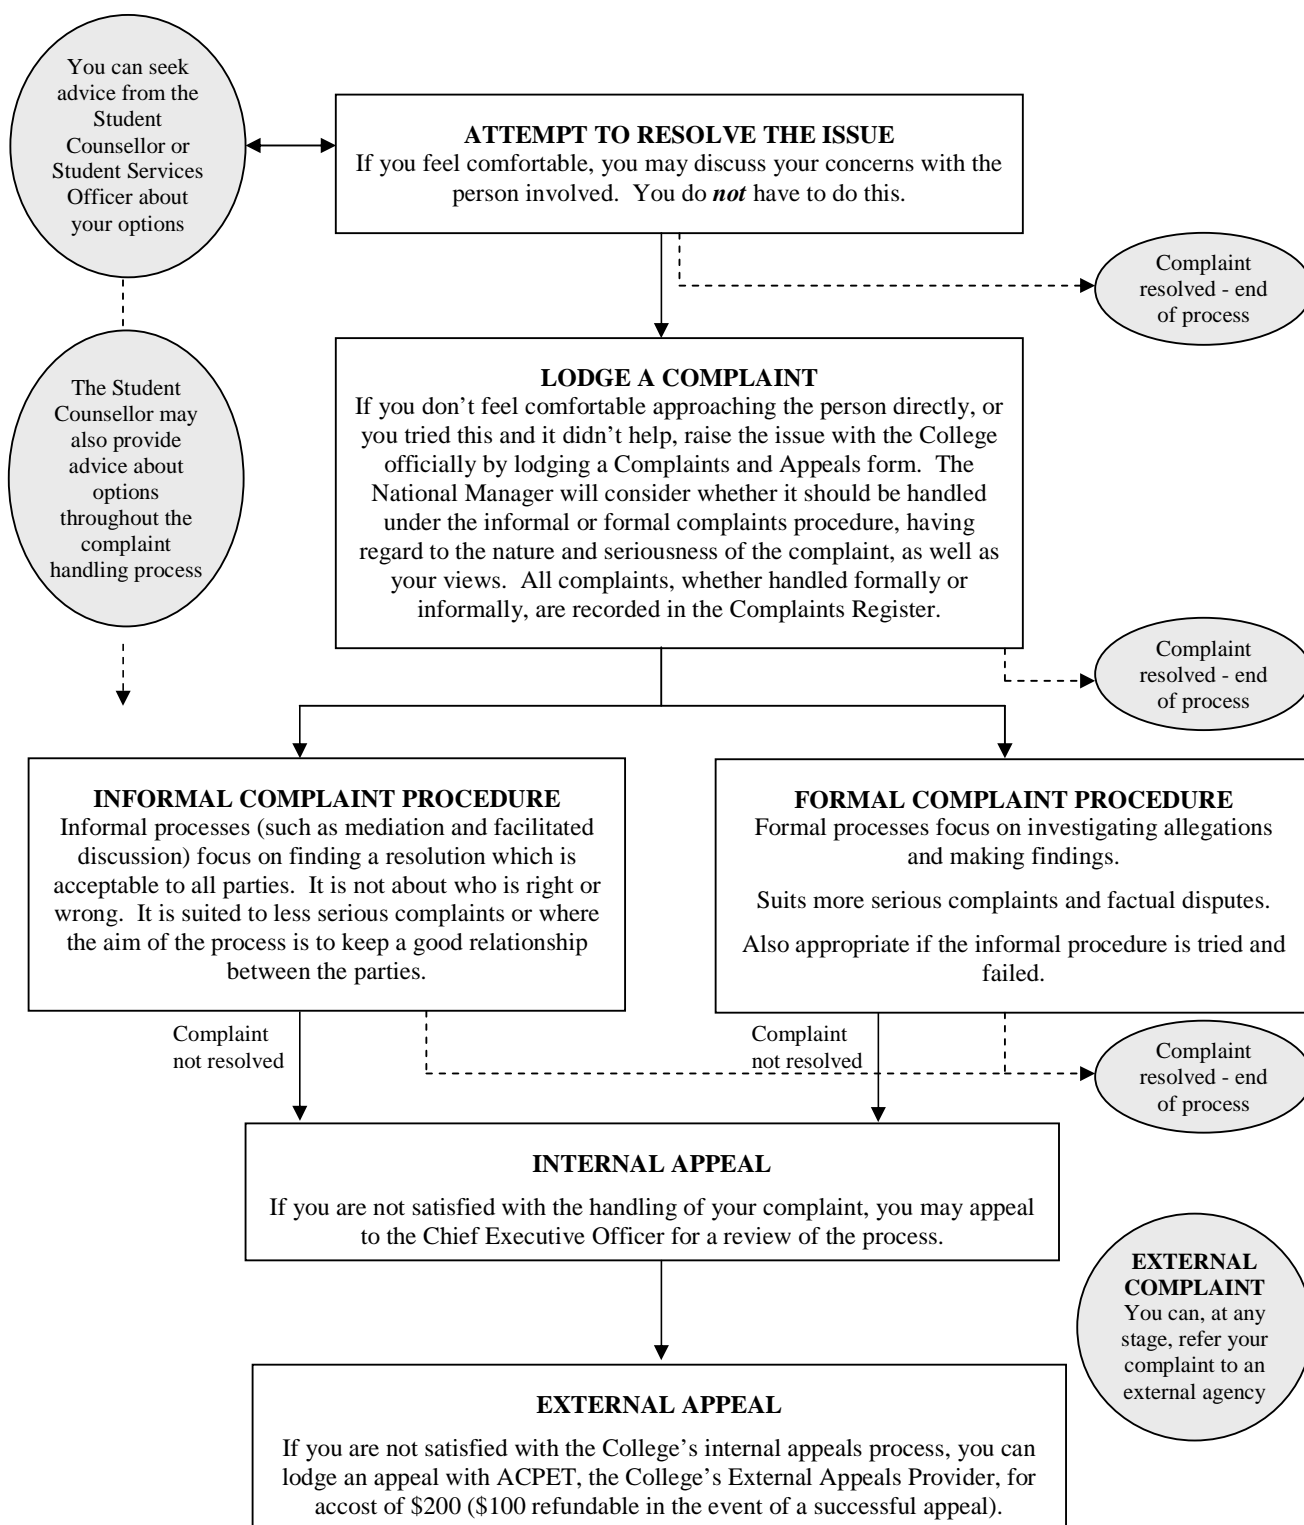 You can seek
advice from the
Student
Counsellor or
Student Services
Officer about
your options
ATTEMPT TO RESOLVE THE ISSUE
If you feel comfortable, you may discuss your concerns with the
person involved.  You do not have to do this.
Complaint
resolved - end
of process
The Student
Counsellor may
also provide
advice about
options
throughout the
complaint
handling process
LODGE A COMPLAINT
If you don’t feel comfortable approaching the person directly, or
you tried this and it didn’t help, raise the issue with the College
officially by lodging a Complaints and Appeals form.  The
National Manager will consider whether it should be handled
under the informal or formal complaints procedure, having
regard to the nature and seriousness of the complaint, as well as
your views.  All complaints, whether handled formally or
informally, are recorded in the Complaints Register.
Complaint
resolved - end
of process
INFORMAL COMPLAINT PROCEDURE
Informal processes (such as mediation and facilitated
discussion) focus on finding a resolution which is
acceptable to all parties.  It is not about who is right or
wrong.  It is suited to less serious complaints or where
the aim of the process is to keep a good relationship
between the parties.
FORMAL COMPLAINT PROCEDURE
Formal processes focus on investigating allegations
and making findings.
Suits more serious complaints and factual disputes.
Also appropriate if the informal procedure is tried and
failed.
Complaint
not resolved
Complaint
not resolved
Complaint
resolved - end
of process
INTERNAL APPEAL
If you are not satisfied with the handling of your complaint, you may appeal
to the Chief Executive Officer for a review of the process.
EXTERNAL
COMPLAINT
You can, at any
stage, refer your
complaint to an
external agency
EXTERNAL APPEAL
If you are not satisfied with the College’s internal appeals process, you can
lodge an appeal with ACPET, the College’s External Appeals Provider, for
accost of $200 ($100 refundable in the event of a successful appeal).